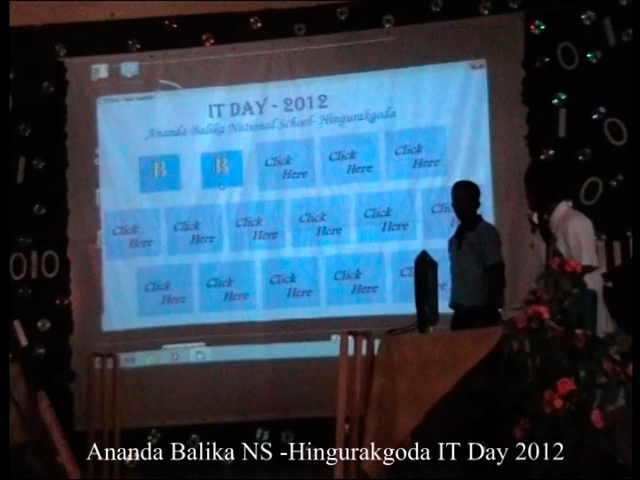 IT DAY - 2012
Ananda Balika National School- Hingurakgoda
B B Click Here Click Here Click Here
Click Here Click Here Click Here Click Here Click Here Click
Click Here Click Here Click Here Click Here
010
Ananda Balika NS -Hingurakgoda IT Day 2012